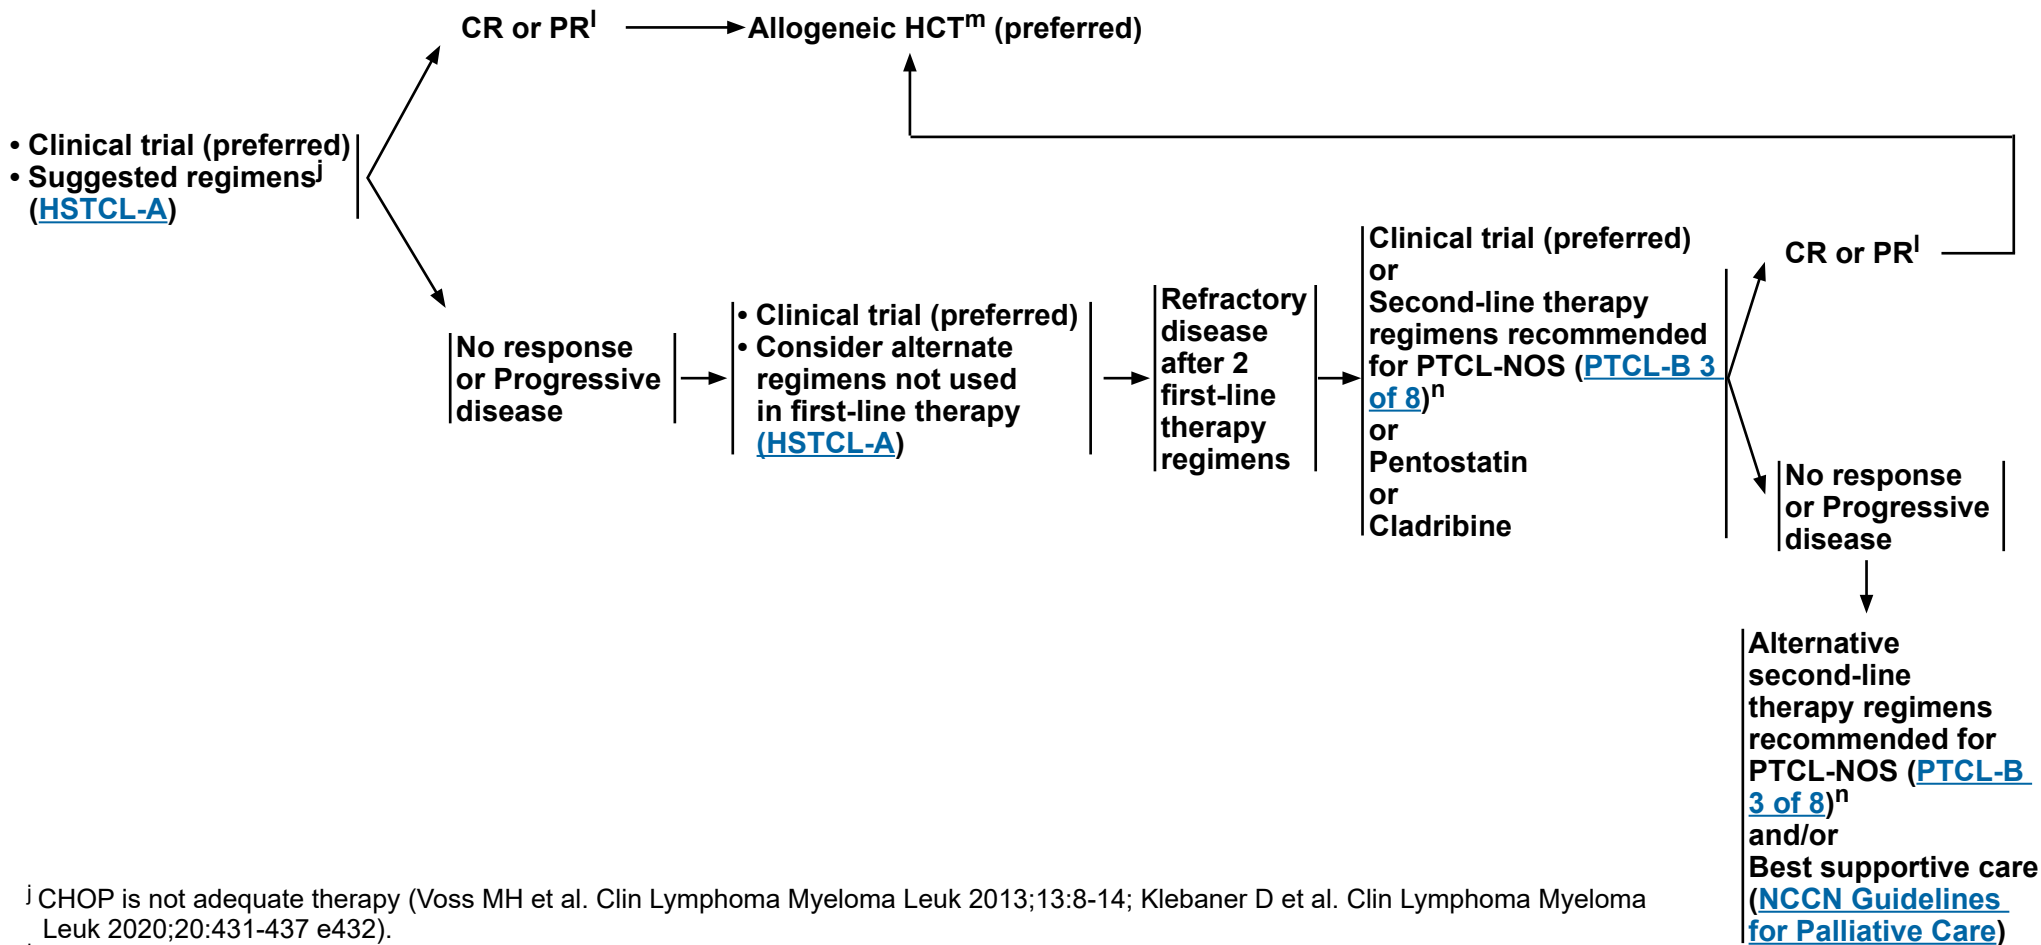 CR or PRˡ
Allogeneic HCTᵐ (preferred)
• Clinical trial (preferred)
• Suggested regimensʲ
(HSTCL-A)
No response
or Progressive
disease
• Clinical trial (preferred)
• Consider alternate
regimens not used
in first-line therapy
(HSTCL-A)
Refractory
disease
after 2
first-line
therapy
regimens
Clinical trial (preferred)
or
Second-line therapy
regimens recommended
for PTCL-NOS (PTCL-B 3
of 8)ⁿ
or
Pentostatin
or
Cladribine
CR or PRˡ
No response
or Progressive
disease
Alternative
second-line
therapy regimens
recommended for
PTCL-NOS (PTCL-B
3 of 8)ⁿ
and/or
Best supportive care
(NCCN Guidelines
for Palliative Care)
ʲ CHOP is not adequate therapy (Voss MH et al. Clin Lymphoma Myeloma Leuk 2013;13:8-14; Klebaner D et al. Clin Lymphoma Myeloma
Leuk 2020;20:431-437 e432).